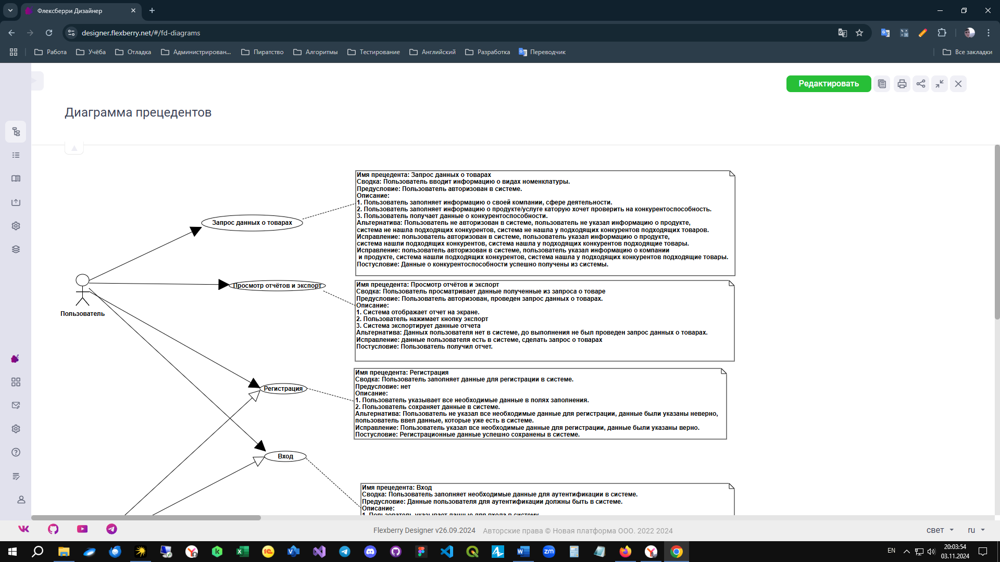 Флексберри Дизайнер
designer.flexberry.net/#/fd-diagrams
Работа
Учёба
Отладка
Администрирован...
Пиратство
Алгоритмы
Тестирование
Английский
Разработка
Переводчик
Все закладки
Редактировать
Диаграмма прецедентов
Имя прецедента: Запрос данных о товарах
Сводка: Пользователь вводит информацию о видах номенклатуры.
Предусловие: Пользователь авторизован в системе.
Описание:
1. Пользователь заполняет информацию о своей компании, сфере деятельности.
2. Пользователь заполняет информацию о продукте/услуге каторую хочет проверить на конкурентоспособность.
3. Пользователь получает данные о конкурентоспособности.
Альтернатива: Пользователь не авторизован в системе, пользователь не указал информацию о продукте,
система не нашла подходящих конкурентов, система не нашла у подходящих конкурентов подходящих товаров.
Исправление: пользователь авторизован в системе, пользователь указал информацию о продукте,
система нашли подходящих конкурентов, система нашла у подходящих конкурентов подходящие товары.
Исправление: пользователь авторизован в системе, пользователь указал информацию о компании
и продукте, система нашли подходящих конкурентов, система нашла у подходящих конкурентов подходящие товары.
Постусловие: Данные о конкурентоспособности успешно получены из системы.
Запрос данных о товарах
Просмотр отчётов и экспорт
Имя прецедента: Просмотр отчётов и экспорт
Сводка: Пользователь просматривает данные полученные из запроса о товаре
Предусловие: Пользователь авторизован, проведен запрос данных о товарах.
Описание:
1. Система отображает отчет на экране.
2. Пользователь нажимает кнопку экспорт
3. Система экспортирует данные отчета
Альтернатива: Данных пользователя нет в системе, до выполнения не был проведен запрос данных о товарах.
Исправление: данные пользователя есть в системе, сделать запрос о товарах
Постусловие: Пользователь получил отчет.
Пользователь
Имя прецедента: Регистрация
Сводка: Пользователь заполняет данные для регистрации в системе.
Предусловие: нет
Описание:
1. Пользователь указывает все необходимые данные в полях заполнения.
2. Пользователь сохраняет данные в системе.
Альтернатива: Пользователь не указал все необходимые данные для регистрации, данные были указаны неверно,
пользователь ввел данные, которые уже есть в системе.
Исправление: Пользователь указал все необходимые данные для регистрации, данные были указаны верно.
Постусловие: Регистрационные данные успешно сохранены в системе.
Регистрация
Вход
Имя прецедента: Вход
Сводка: Пользователь заполняет необходимые данные для аутентификации в системе.
Предусловие: Данные пользователя для аутентификации должны быть в системе.
Описание:
1. Пользователь указывает данные для входа в систему
Flexberry Designer v26.09.2024
Авторские права © Новая платформа ООО. 2022 2024
свет
ru
EN
20:03:54
03.11.2024